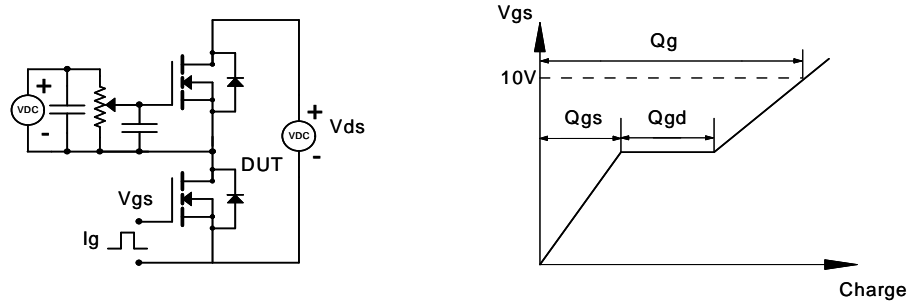 VDC
+
-
Vgs
Ig
DUT
VDC
+
-
Vds
Vgs
Qg
10V
Qgs
Qgd
Charge